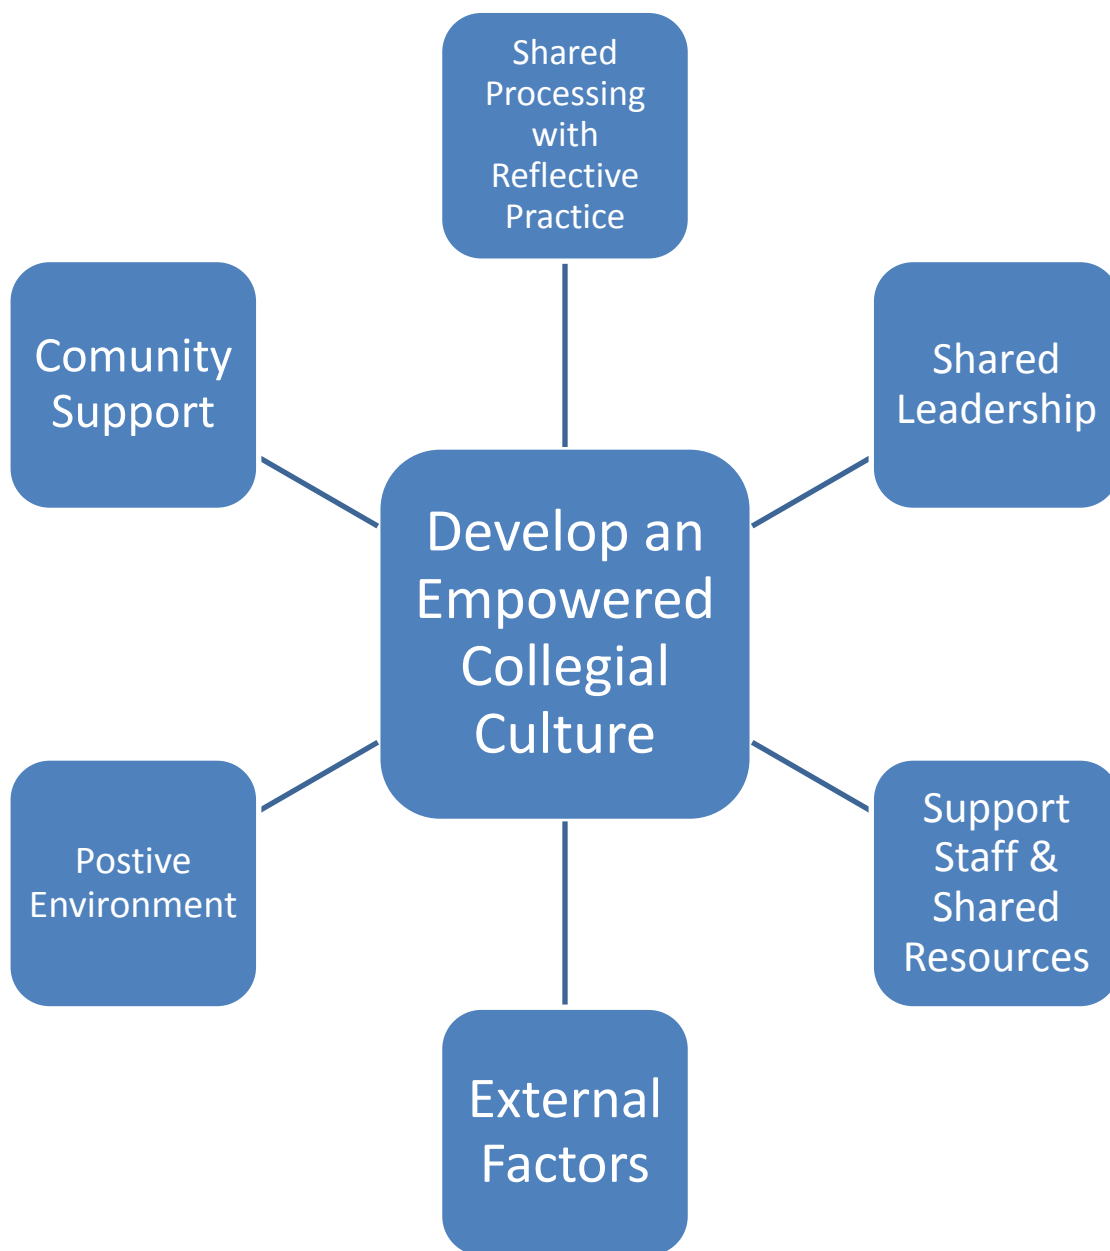 Shared
Processing
with
Reflective
Practice
Comunity
Support
Shared
Leadership
Develop an
Empowered
Collegial
Culture
Postive
Environment
Support
Staff &
Shared
Resources
External
Factors